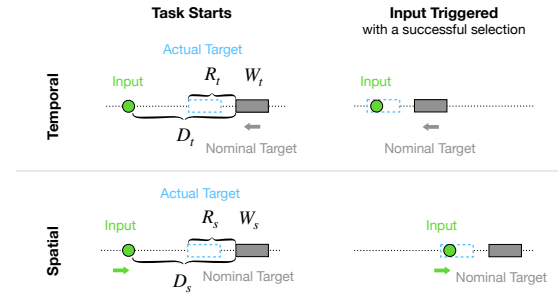 Task Starts
Input Triggered
with a successful selection
Temporal
Actual Target
Input
R_t
W_t
D_t
Nominal Target
Input
Nominal Target
Spatial
Actual Target
Input
R_s
W_s
D_s
Nominal Target
Input
Nominal Target